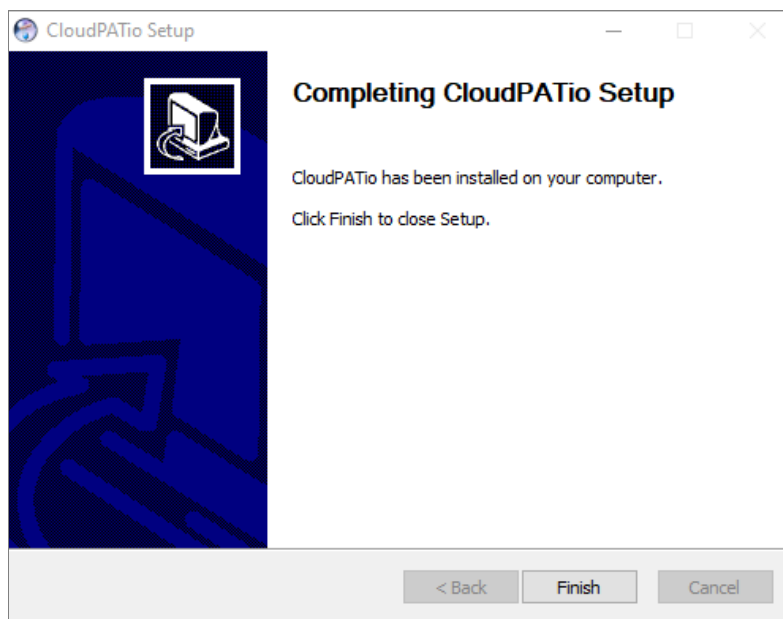 CloudPATio Setup
Completing CloudPATio Setup
CloudPATio has been installed on your computer.
Click Finish to close Setup.
< Back
Finish
Cancel